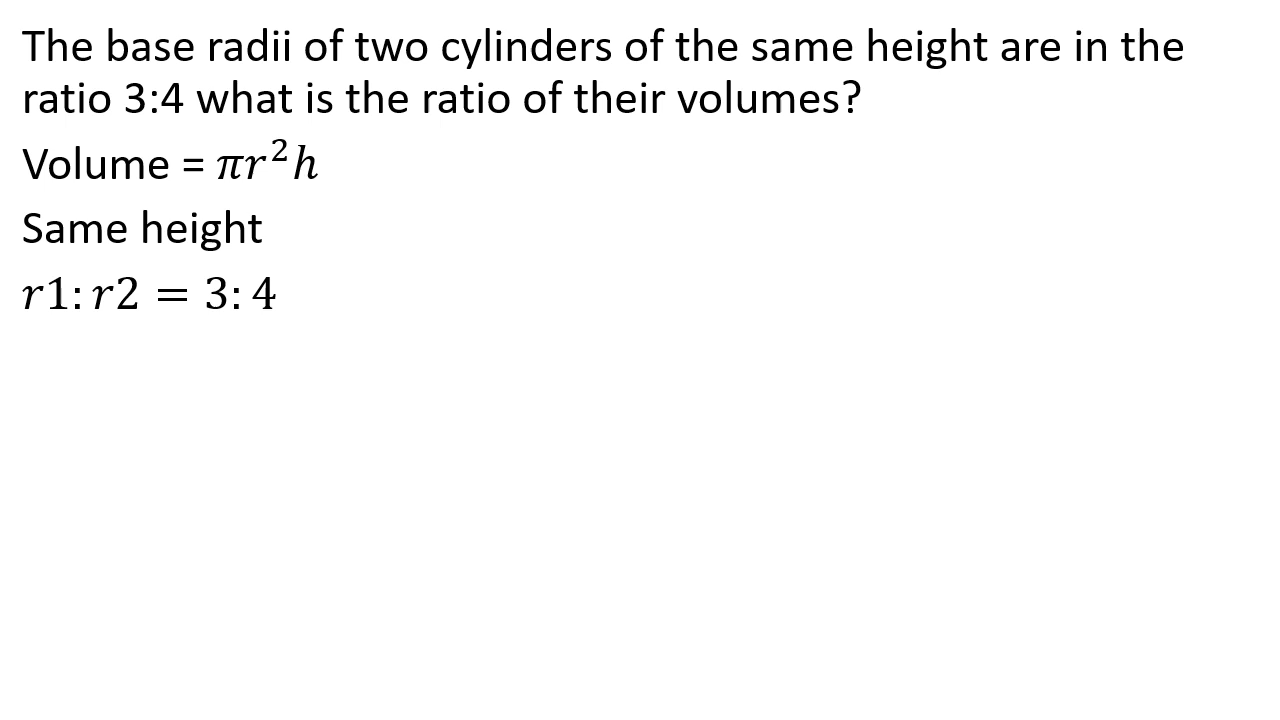 The base radii of two cylinders of the same height are in the
ratio 3:4 what is the ratio of their volumes?
Volume = 𝜋𝑟²ℎ
Same height
𝑟1: 𝑟2 = 3: 4